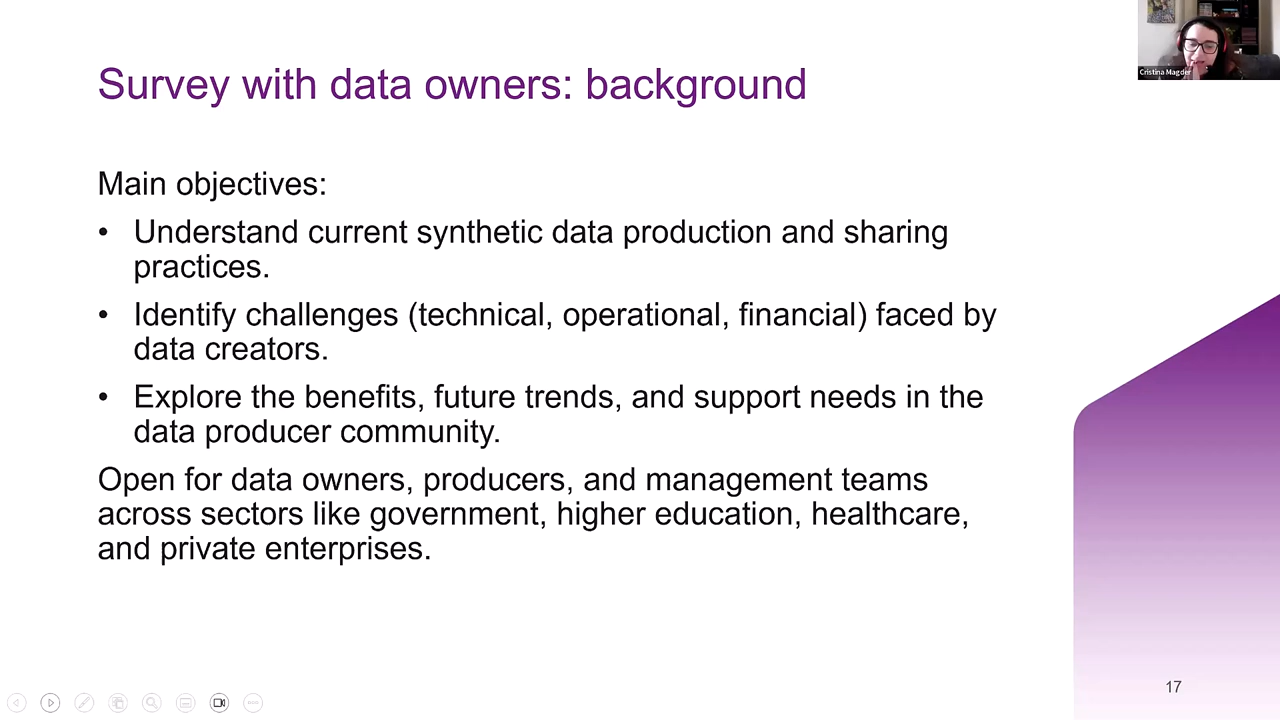 Survey with data owners: background
Cristina Magder
Main objectives:
• Understand current synthetic data production and sharing
practices.
• Identify challenges (technical, operational, financial) faced by
data creators.
• Explore the benefits, future trends, and support needs in the
data producer community.
Open for data owners, producers, and management teams
across sectors like government, higher education, healthcare,
and private enterprises.
17